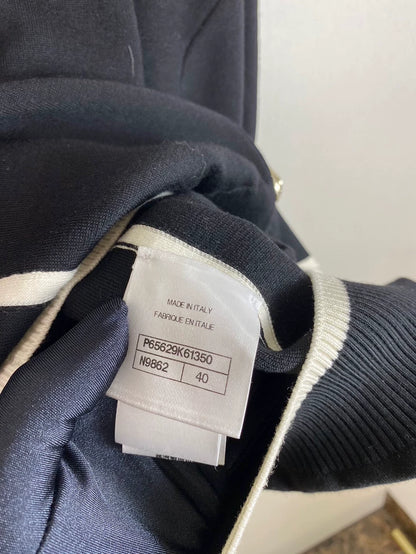 MADE IN ITALY
FABRIQUE EN ITALIE
P65629K61350
N9862 40